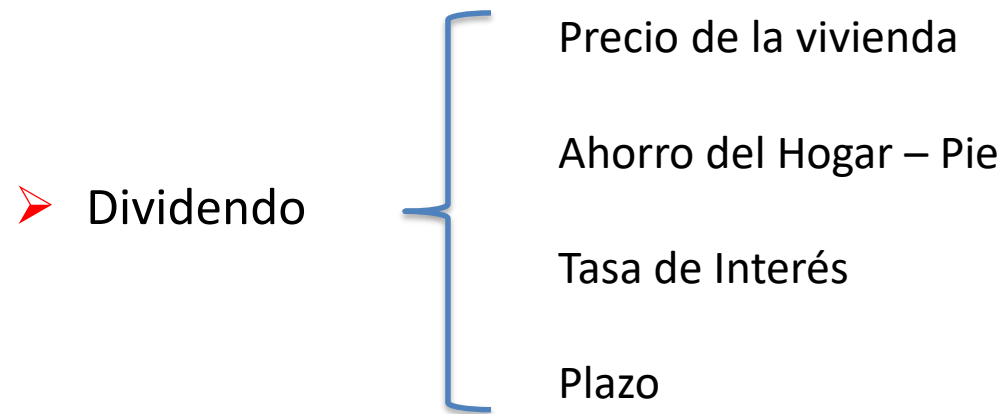 Precio de la vivienda
Ahorro del Hogar – Pie
Dividendo
Tasa de Interés
Plazo